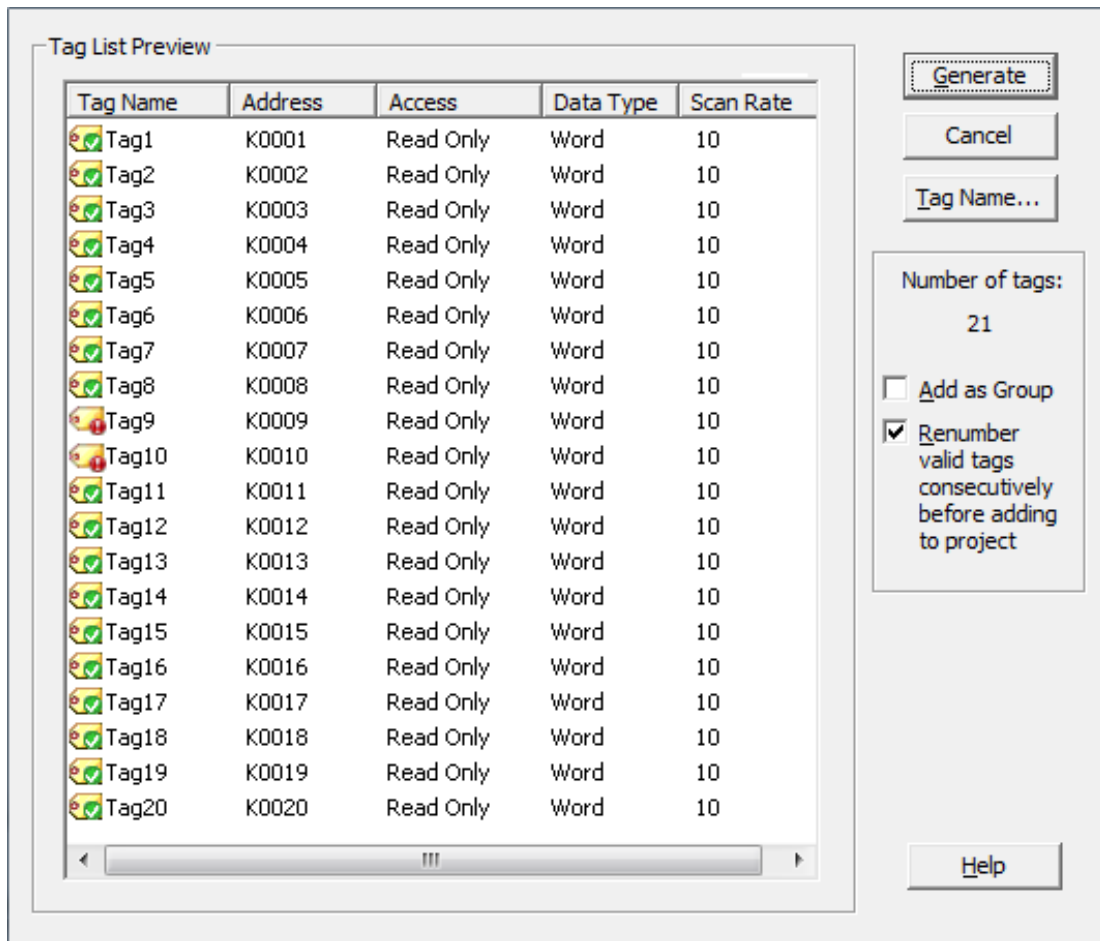 Tag List Preview
Generate
Tag Name Address Access Data Type Scan Rate
Cancel
Tag1 K0001 Read Only Word 10
Tag2 K0002 Read Only Word 10
Tag Name...
Tag3 K0003 Read Only Word 10
Tag4 K0004 Read Only Word 10
Tag5 K0005 Read Only Word 10
Tag6 K0006 Read Only Word 10
Tag7 K0007 Read Only Word 10
Tag8 K0008 Read Only Word 10
Tag9 K0009 Read Only Word 10
Tag10 K0010 Read Only Word 10
Tag11 K0011 Read Only Word 10
Tag12 K0012 Read Only Word 10
Tag13 K0013 Read Only Word 10
Tag14 K0014 Read Only Word 10
Tag15 K0015 Read Only Word 10
Tag16 K0016 Read Only Word 10
Tag17 K0017 Read Only Word 10
Tag18 K0018 Read Only Word 10
Tag19 K0019 Read Only Word 10
Tag20 K0020 Read Only Word 10
Number of tags:
21
Add as Group
Renumber
valid tags
consecutively
before adding
to project
Help